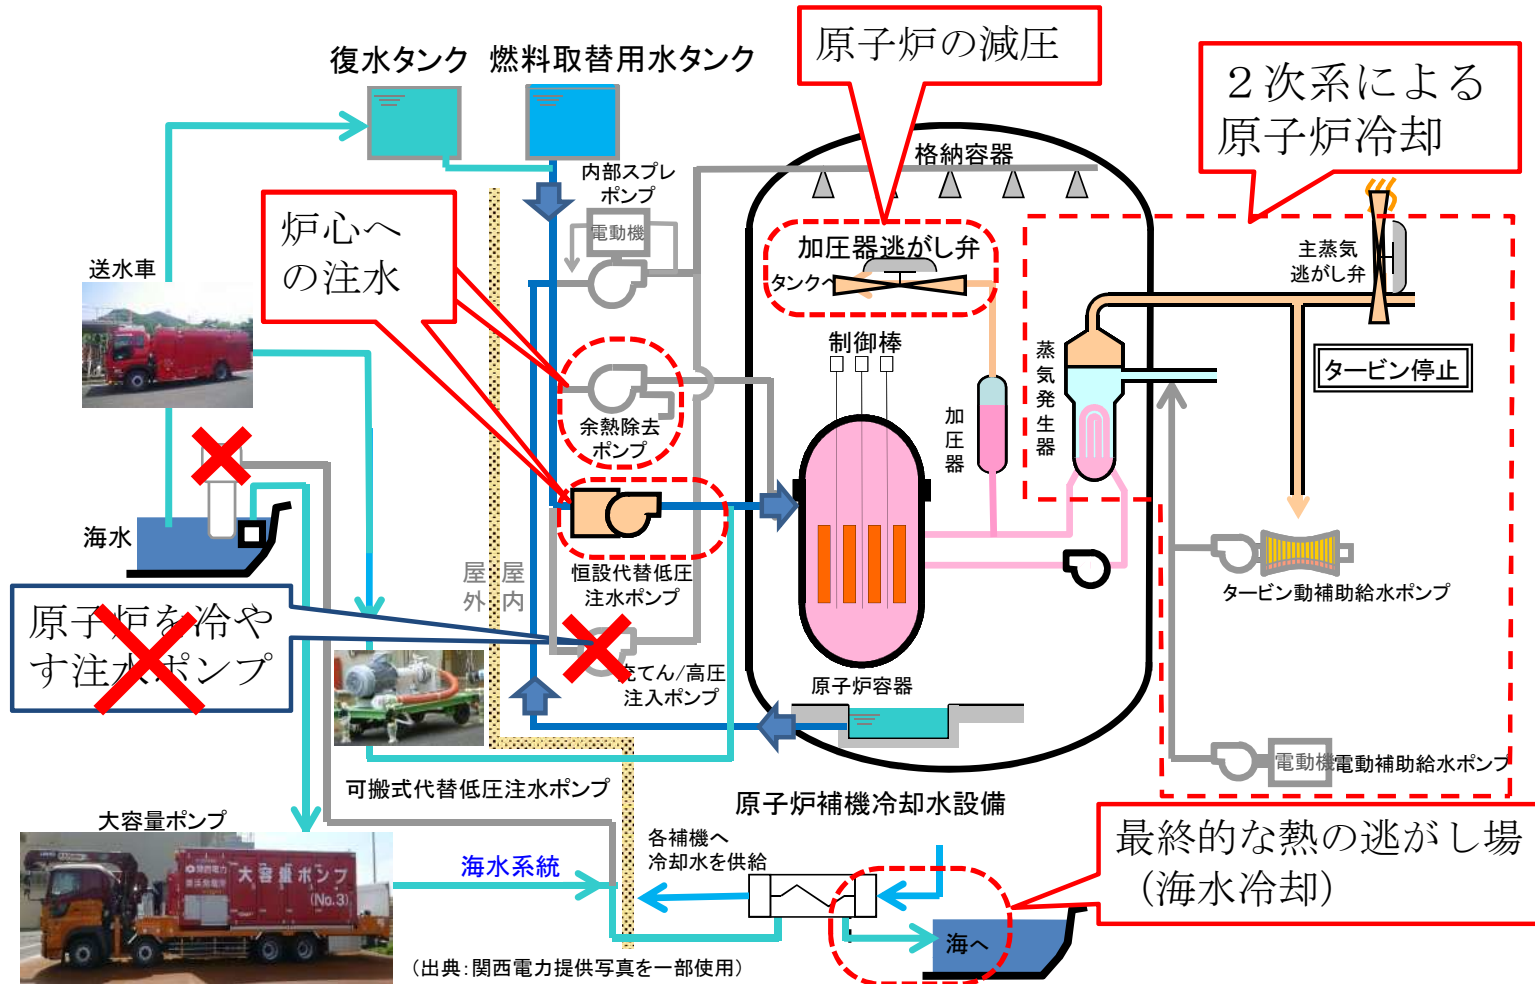 原子炉の減圧
復水タンク
燃料取替用水タンク
２次系による
原子炉冷却
内部スプレ
ポンプ
電動機
格納容器
炉心へ
の注水
加圧器逃がし弁
タンクへ
主蒸気
逃がし弁
送水車
制御棒
蒸気発生器
タービン停止
加圧器
余熱除去
ポンプ
海水
屋外
屋内
恒設代替低圧
注水ポンプ
タービン動補助給水ポンプ
原子炉を冷や
す注水ポンプ
充てん/高圧
注入ポンプ
原子炉容器
電動機
電動補助給水ポンプ
可搬式代替低圧注水ポンプ
原子炉補機冷却水設備
大容量ポンプ
各補機へ
冷却水を供給
海水系統
最終的な熱の逃がし場
（海水冷却）
大容量ポンプ
(No.3)
関西電力
海へ
（出典：関西電力提供写真を一部使用）